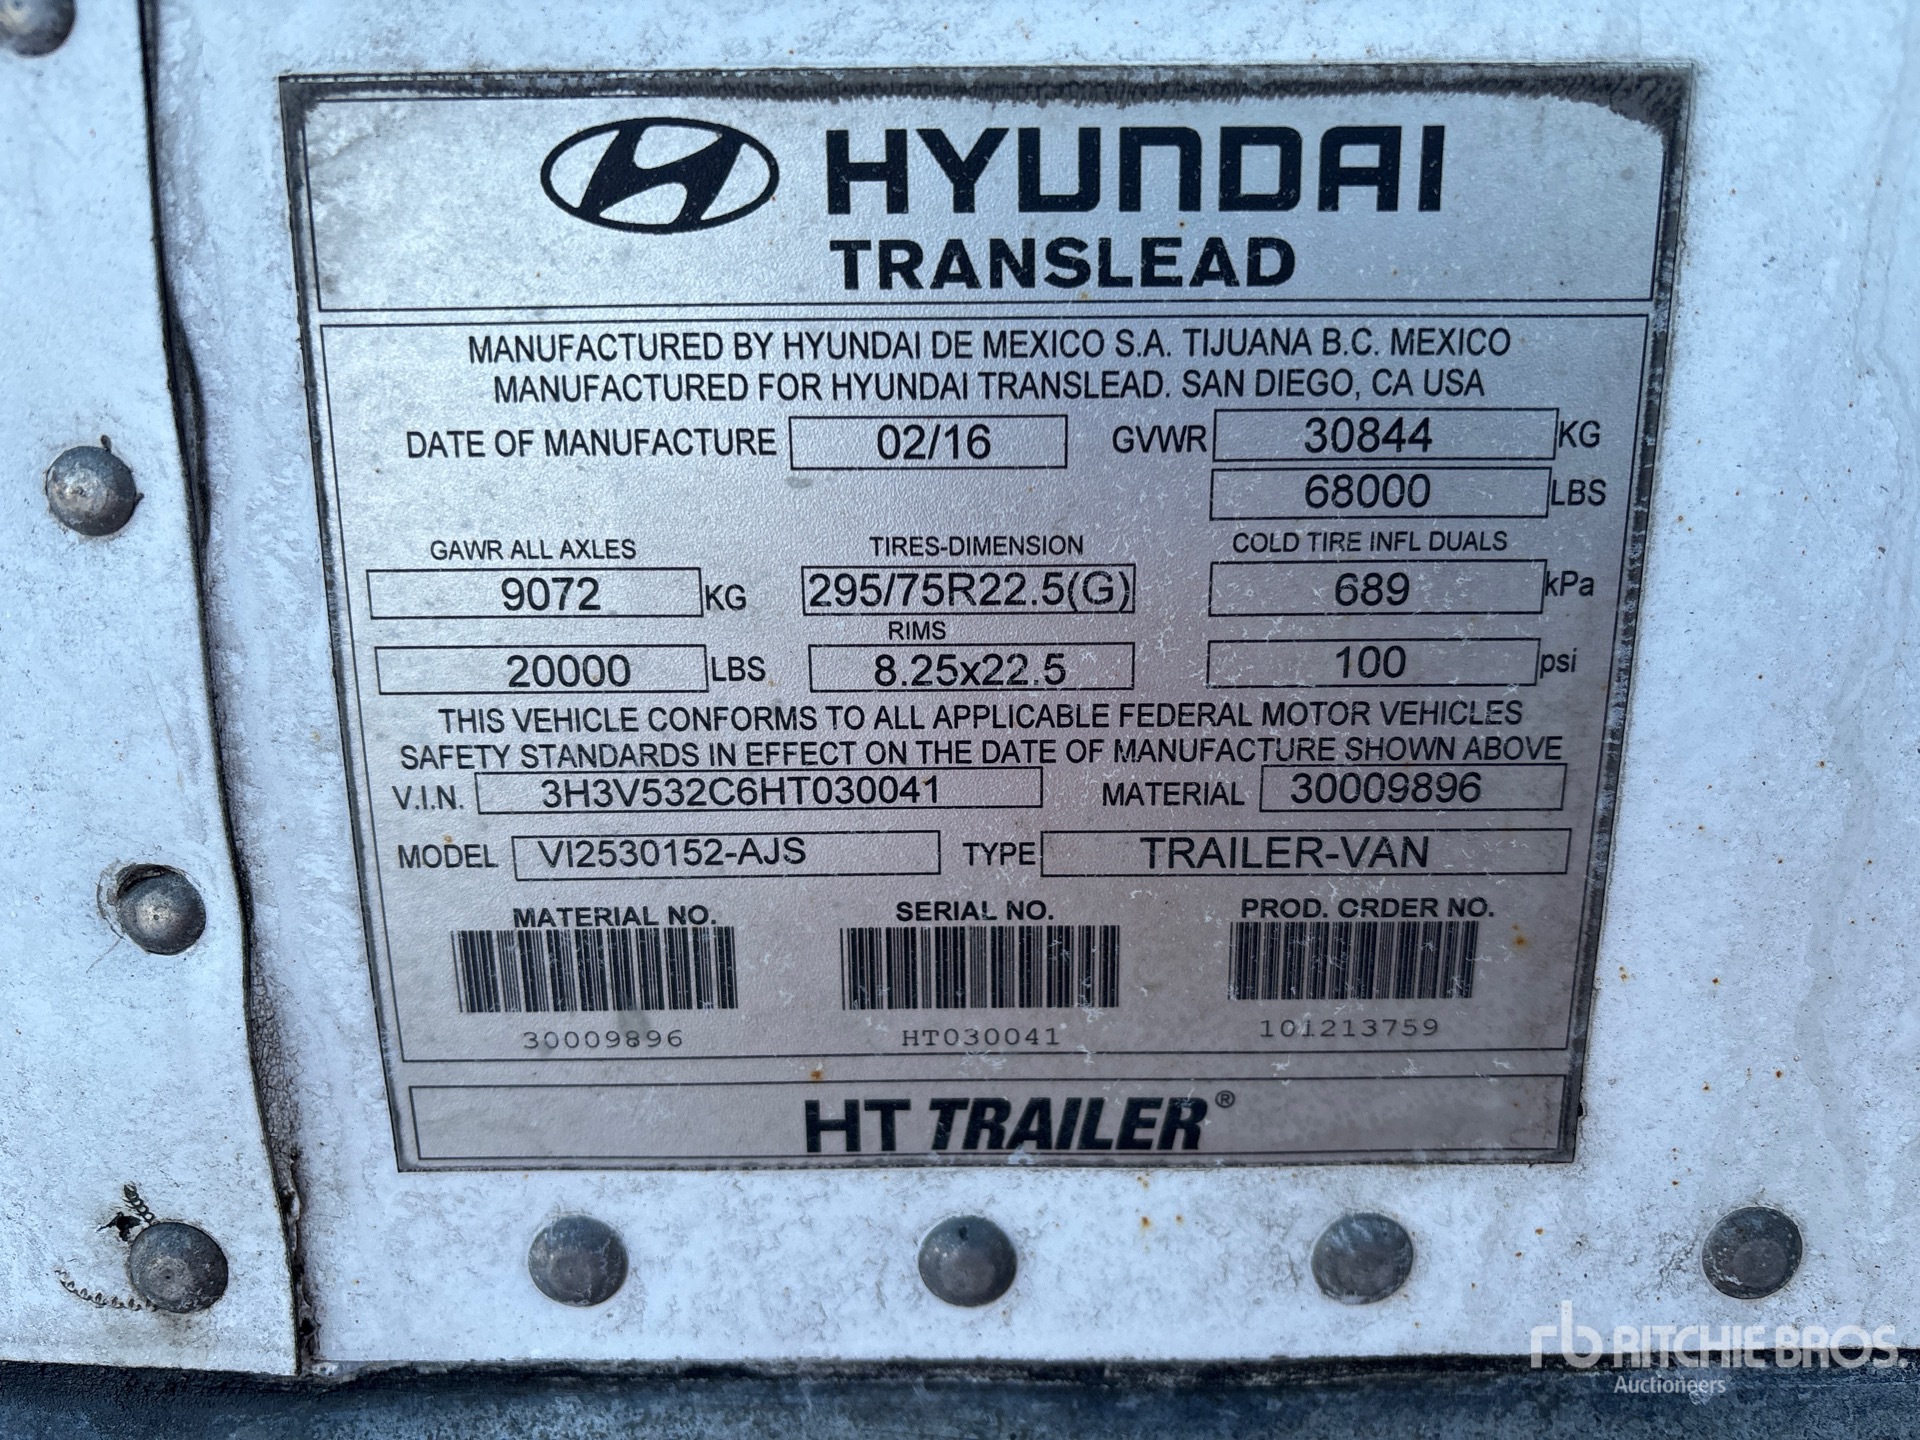 HYUNDAI
TRANSLEAD
MANUFACTURED BY HYUNDAI DE MEXICO S.A. TIJUANA B.C. MEXICO
MANUFACTURED FOR HYUNDAI TRANSLEAD. SAN DIEGO, CA USA
DATE OF MANUFACTURE 02/16 GVWR 30844 KG
68000 LBS
GAWR ALL AXLES TIRES-DIMENSION COLD TIRE INFL DUALS
9072 KG 295/75R22.5(G) 689 kPa
RIMS
20000 LBS 8.25x22.5 100 psi
THIS VEHICLE CONFORMS TO ALL APPLICABLE FEDERAL MOTOR VEHICLES
SAFETY STANDARDS IN EFFECT ON THE DATE OF MANUFACTURE SHOWN ABOVE
V.I.N. 3H3V532C6HT030041 MATERIAL 30009896
MODEL VI2530152-AJS TYPE TRAILER-VAN
MATERIAL NO. SERIAL NO. PROD. ORDER NO.
30009896 HT030041 101213759
HT TRAILER®
rb RITCHIE BROS.
Auctioneers